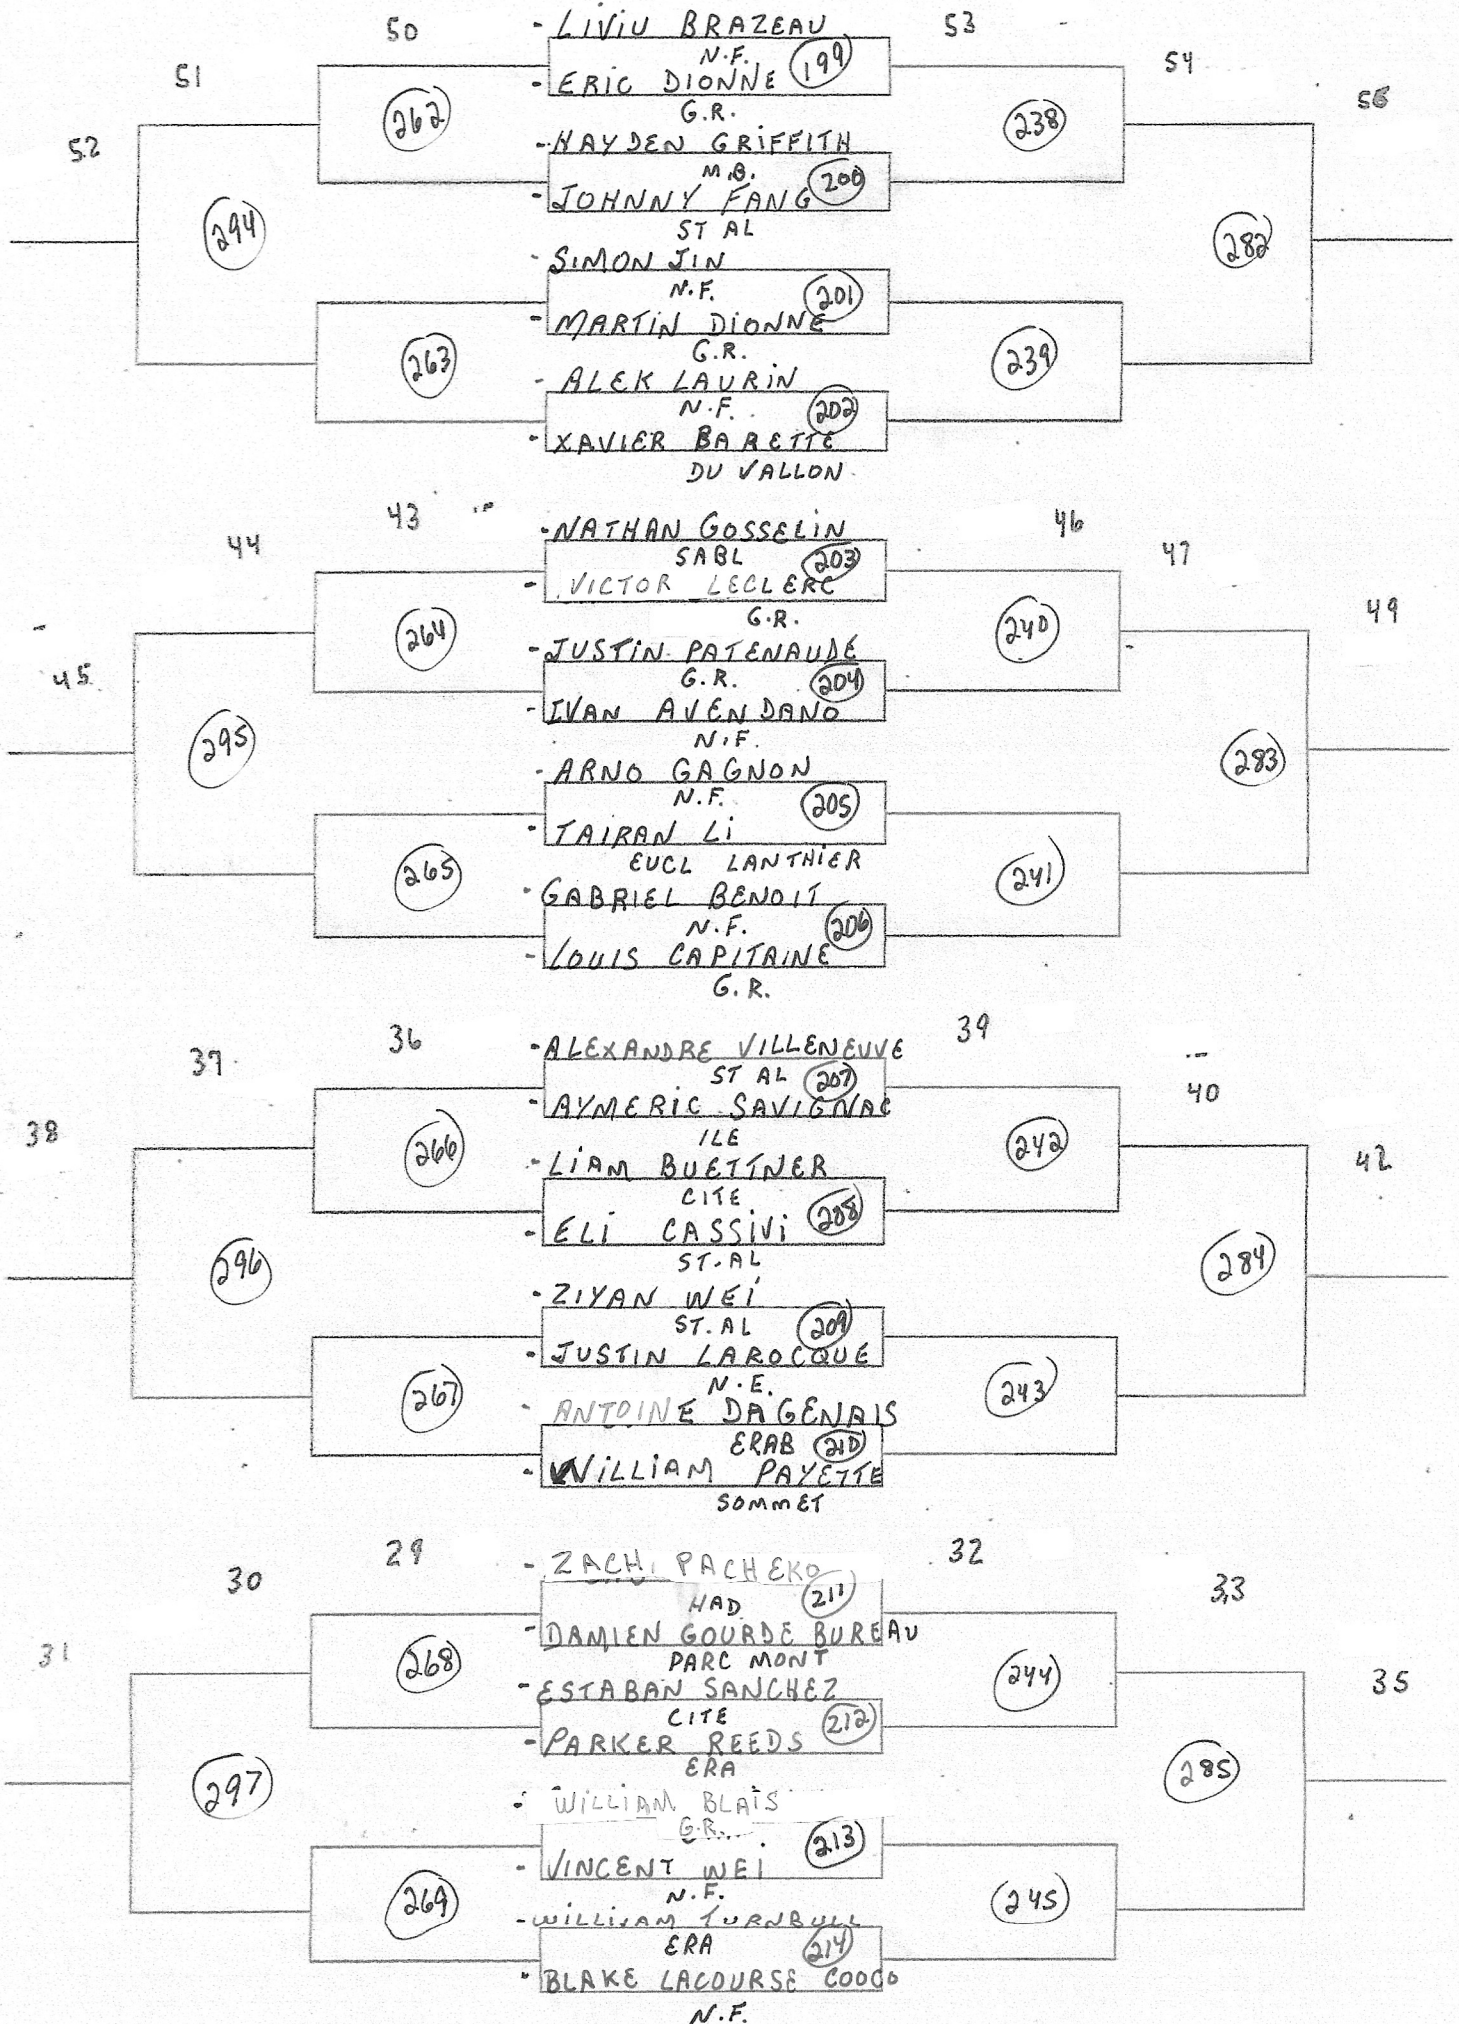 50
- LIVIU BRAZEAU
53
51
N.F. 199
54
- ERIC DIONNE
52
262
G.R.
238
- HAYDEN GRIFFITH
M.B. 200
- JOHNNY FANG
294
ST AL
282
- SIMON JIN
N.F. 201
- MARTIN DIONNE
263
G.R.
239
- ALEK LAURIN
N.F. 202
- XAVIER BARETTE
DU VALLON
43
- NATHAN GOSSELIN
46
44
SABL 203
47
- VICTOR LECLERC
49
264
G.R.
240
45
- JUSTIN PATENAUDE
G.R. 204
- IVAN AVENDANO
295
N.F.
283
- ARNO GAGNON
N.F. 205
- TAIRAN Li
265
EUCL LANTHIER
241
- GABRIEL BENOIT
N.F. 206
- LOUIS CAPITAINE
G.R.
36
- ALEXANDRE VILLENEUVE
39
37
ST AL 207
40
- AYMERIC SAVIGNAC
38
266
ILE
242
42
- LIAM BUETTNER
CITE 208
- ELI CASSIVI
296
ST. AL
284
- ZIYAN WEI
ST. AL 209
- JUSTIN LAROCQUE
267
N.E.
243
- ANTOINE DAGENAIS
ERAB 210
- WILLIAM PAYETTE
SOMMET
29
- ZACH PACHEKO
32
30
HAD 211
33
- DAMIEN GOURDE BUREAU
31
268
PARC MONT
244
35
- ESTABAN SANCHEZ
CITE 212
- PARKER REEDS
297
ERA
285
- WILLIAM BLAIS
G.R. 213
- VINCENT WEI
269
N.F.
245
- WILLIAM TURNBULL
ERA 214
- BLAKE LACOURSE COOCO
N.F.